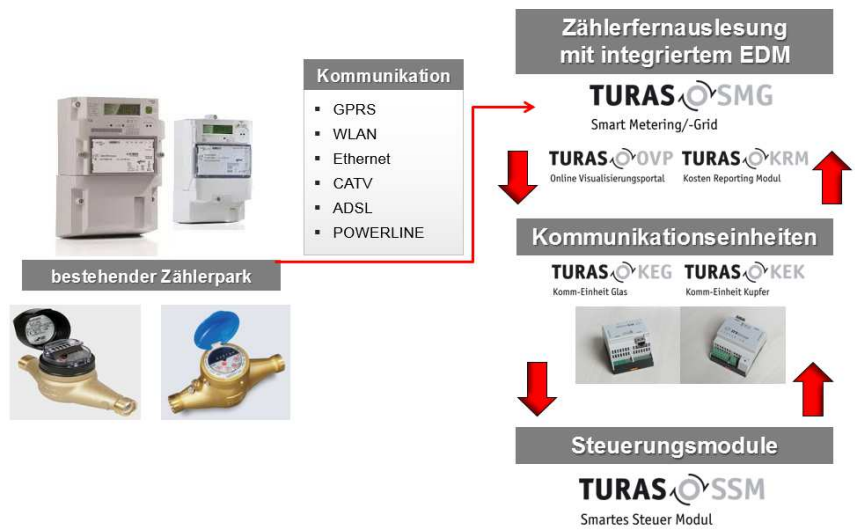 Zählerfernauslesung
mit integriertem EDM
TURAS SMG
Smart Metering/-Grid
TURAS OVP
Online Visualisierungsportal
TURAS KRM
Kosten Reporting Modul
Kommunikation
GPRS
WLAN
Ethernet
CATV
ADSL
POWERLINE
bestehender Zählerpark
Kommunikationseinheiten
TURAS KEG
Komm-Einheit Glas
TURAS KEK
Komm-Einheit Kupfer
Steuerungsmodule
TURAS SSM
Smartes Steuer Modul